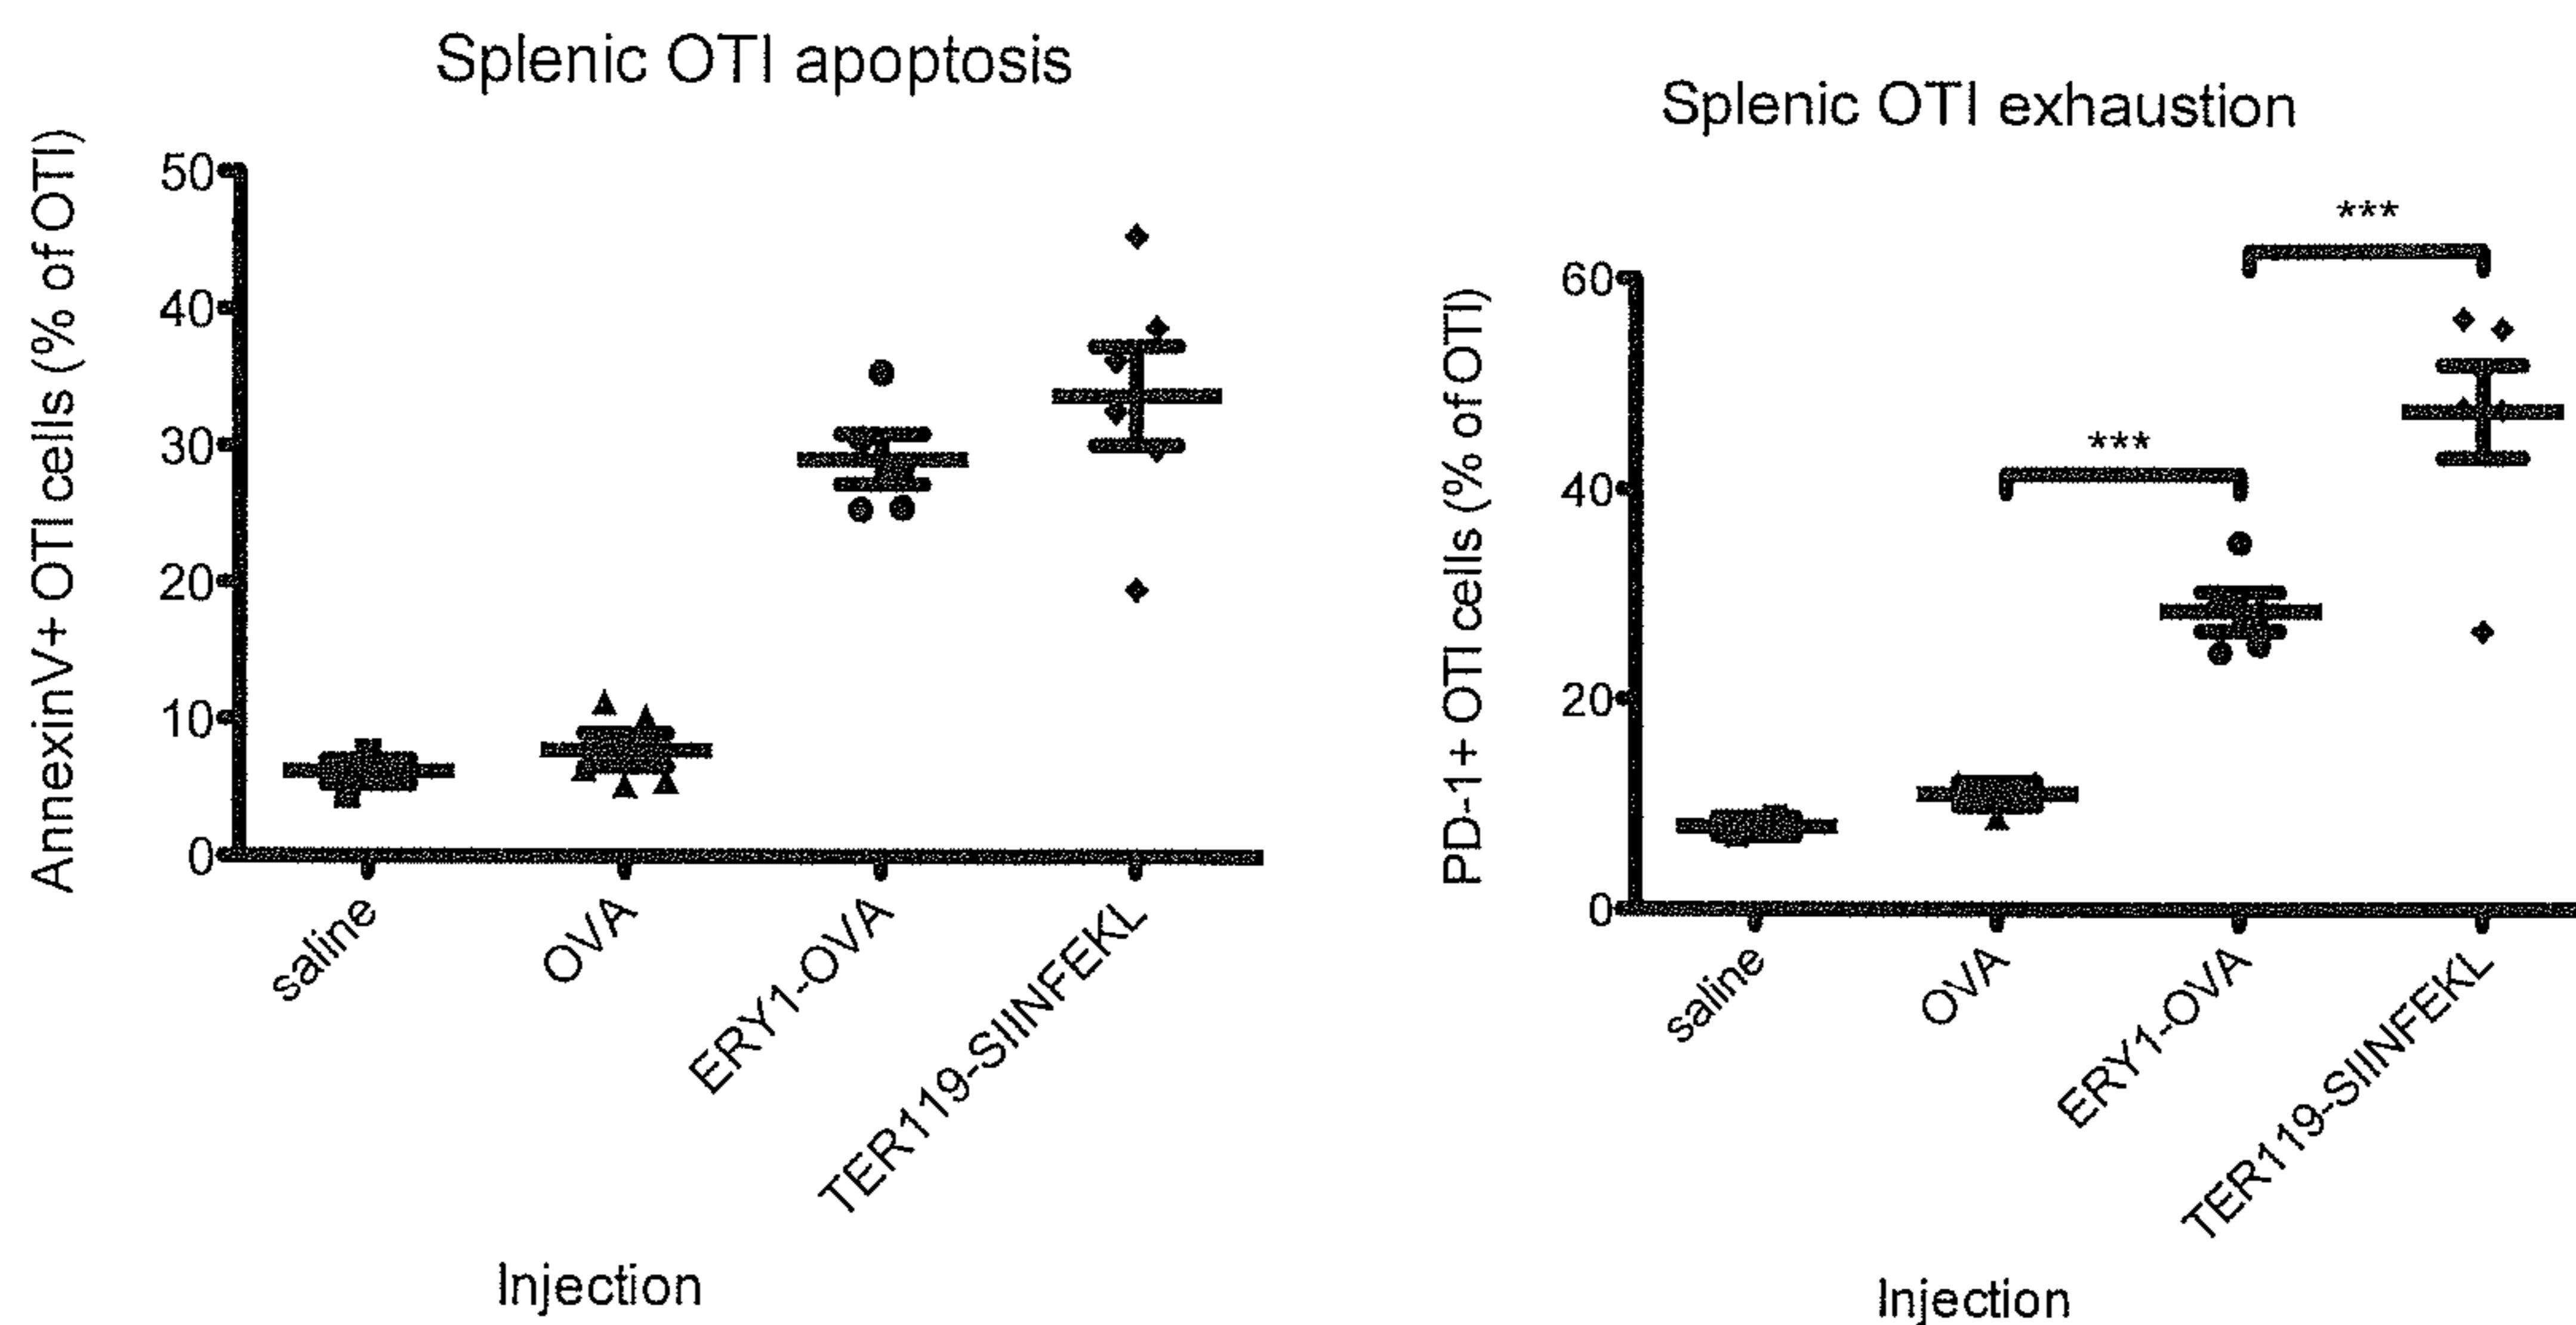 Splenic OTI apoptosis
AnnexinV+ OTI cells (% of OTI)
50
40
30
20
10
0
saline
OVA
ERY1-OVA
TER119-SIINFEKL
Injection
Splenic OTI exhaustion
PD-1+ OTI cells (% of OTI)
60
40
20
0
***
***
saline
OVA
ERY1-OVA
TER119-SIINFEKL
Injection